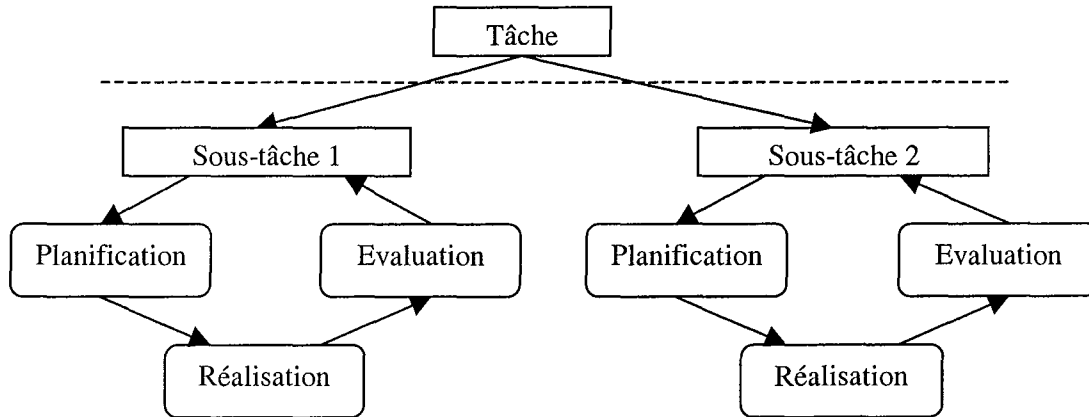 Tâche
Sous-tâche 1
Sous-tâche 2
Planification
Evaluation
Planification
Evaluation
Réalisation
Réalisation